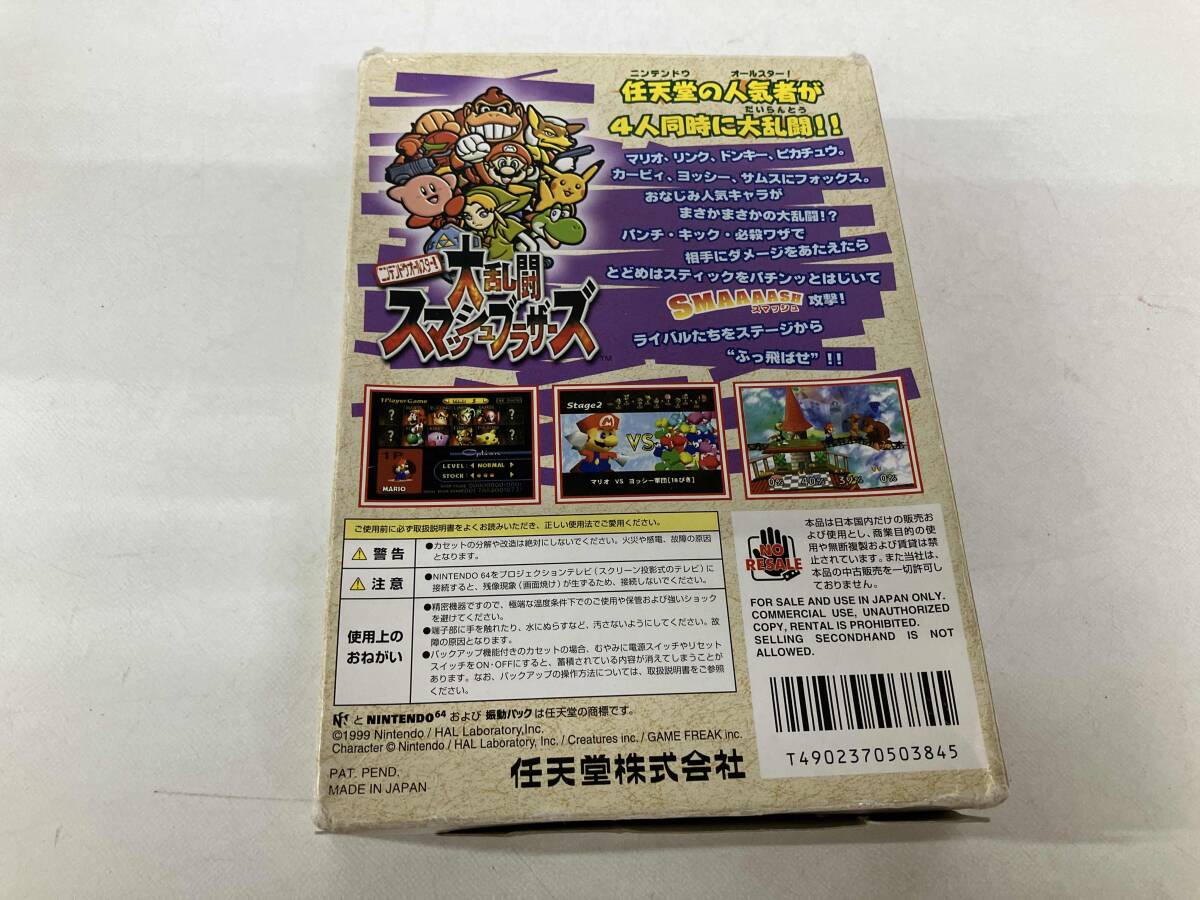 ニンテンドウ オールスター!
任天堂の人気者が
だいらんとう
4人同時に大乱闘!!
マリオ、リンク、ドンキー、ピカチュウ。
カービィ、ヨッシー、サムスにフォックス。
おなじみ人気キャラが
まさかまさかの大乱闘!?
パンチ・キック・必殺ワザで
相手にダメージをあたえたら
とどめはスティックをバチンッとはじいて
SMAAAASH 攻撃!
スマッシュ
ライバルたちをステージから
“ふっ飛ばせ”!!
ニンテンドウオールスター!
大乱闘
スマッシュブラザーズ
TM
1PlayerGame
? ?
? ?
Option
1P
LEVEL: NORMAL
STOCK:
MARIO
Stage2
VS
マリオ VS ヨッシー軍団[18ぴき]
0% 40% 39% 0%
ご使用前に必ず取扱説明書をよくお読みいただき、正しい使用法でご愛用ください。
警告
●カセットの分解や改造は絶対にしないでください。火災や感電、故障の原因
となります。
注意
●NINTENDO 64をプロジェクションテレビ(スクリーン投影式のテレビ)に
接続すると、残像現象(画面焼け)が生ずるため、接続しないでください。
使用上の
おねがい
●精密機器ですので、極端な温度条件下でのご使用や保管および強いショック
を避けてください。
●端子部に手を触れたり、水にぬらすなど、汚さないようにしてください。故
障の原因となります。
●バックアップ機能付きのカセットの場合、むやみに電源スイッチやリセット
スイッチをON・OFFにすると、蓄積されている内容が消えてしまうことが
あります。なお、バックアップの操作方法については、取扱説明書をご参照
ください。
と NINTENDO64 および 振動パック は任天堂の商標です。
©1999 Nintendo / HAL Laboratory,Inc.
Character © Nintendo / HAL Laboratory, Inc. / Creatures inc. / GAME FREAK inc.
PAT. PEND.
MADE IN JAPAN
任天堂株式会社
NO
RESALE
本品は日本国内だけの販売お
よび使用とし、商業目的の使
用や無断複製および賃貸は禁
止されています。また当社は、
本品の中古販売を一切許可し
ておりません。
FOR SALE AND USE IN JAPAN ONLY.
COMMERCIAL USE, UNAUTHORIZED
COPY, RENTAL IS PROHIBITED.
SELLING SECONDHAND IS NOT
ALLOWED.
T4902370503845